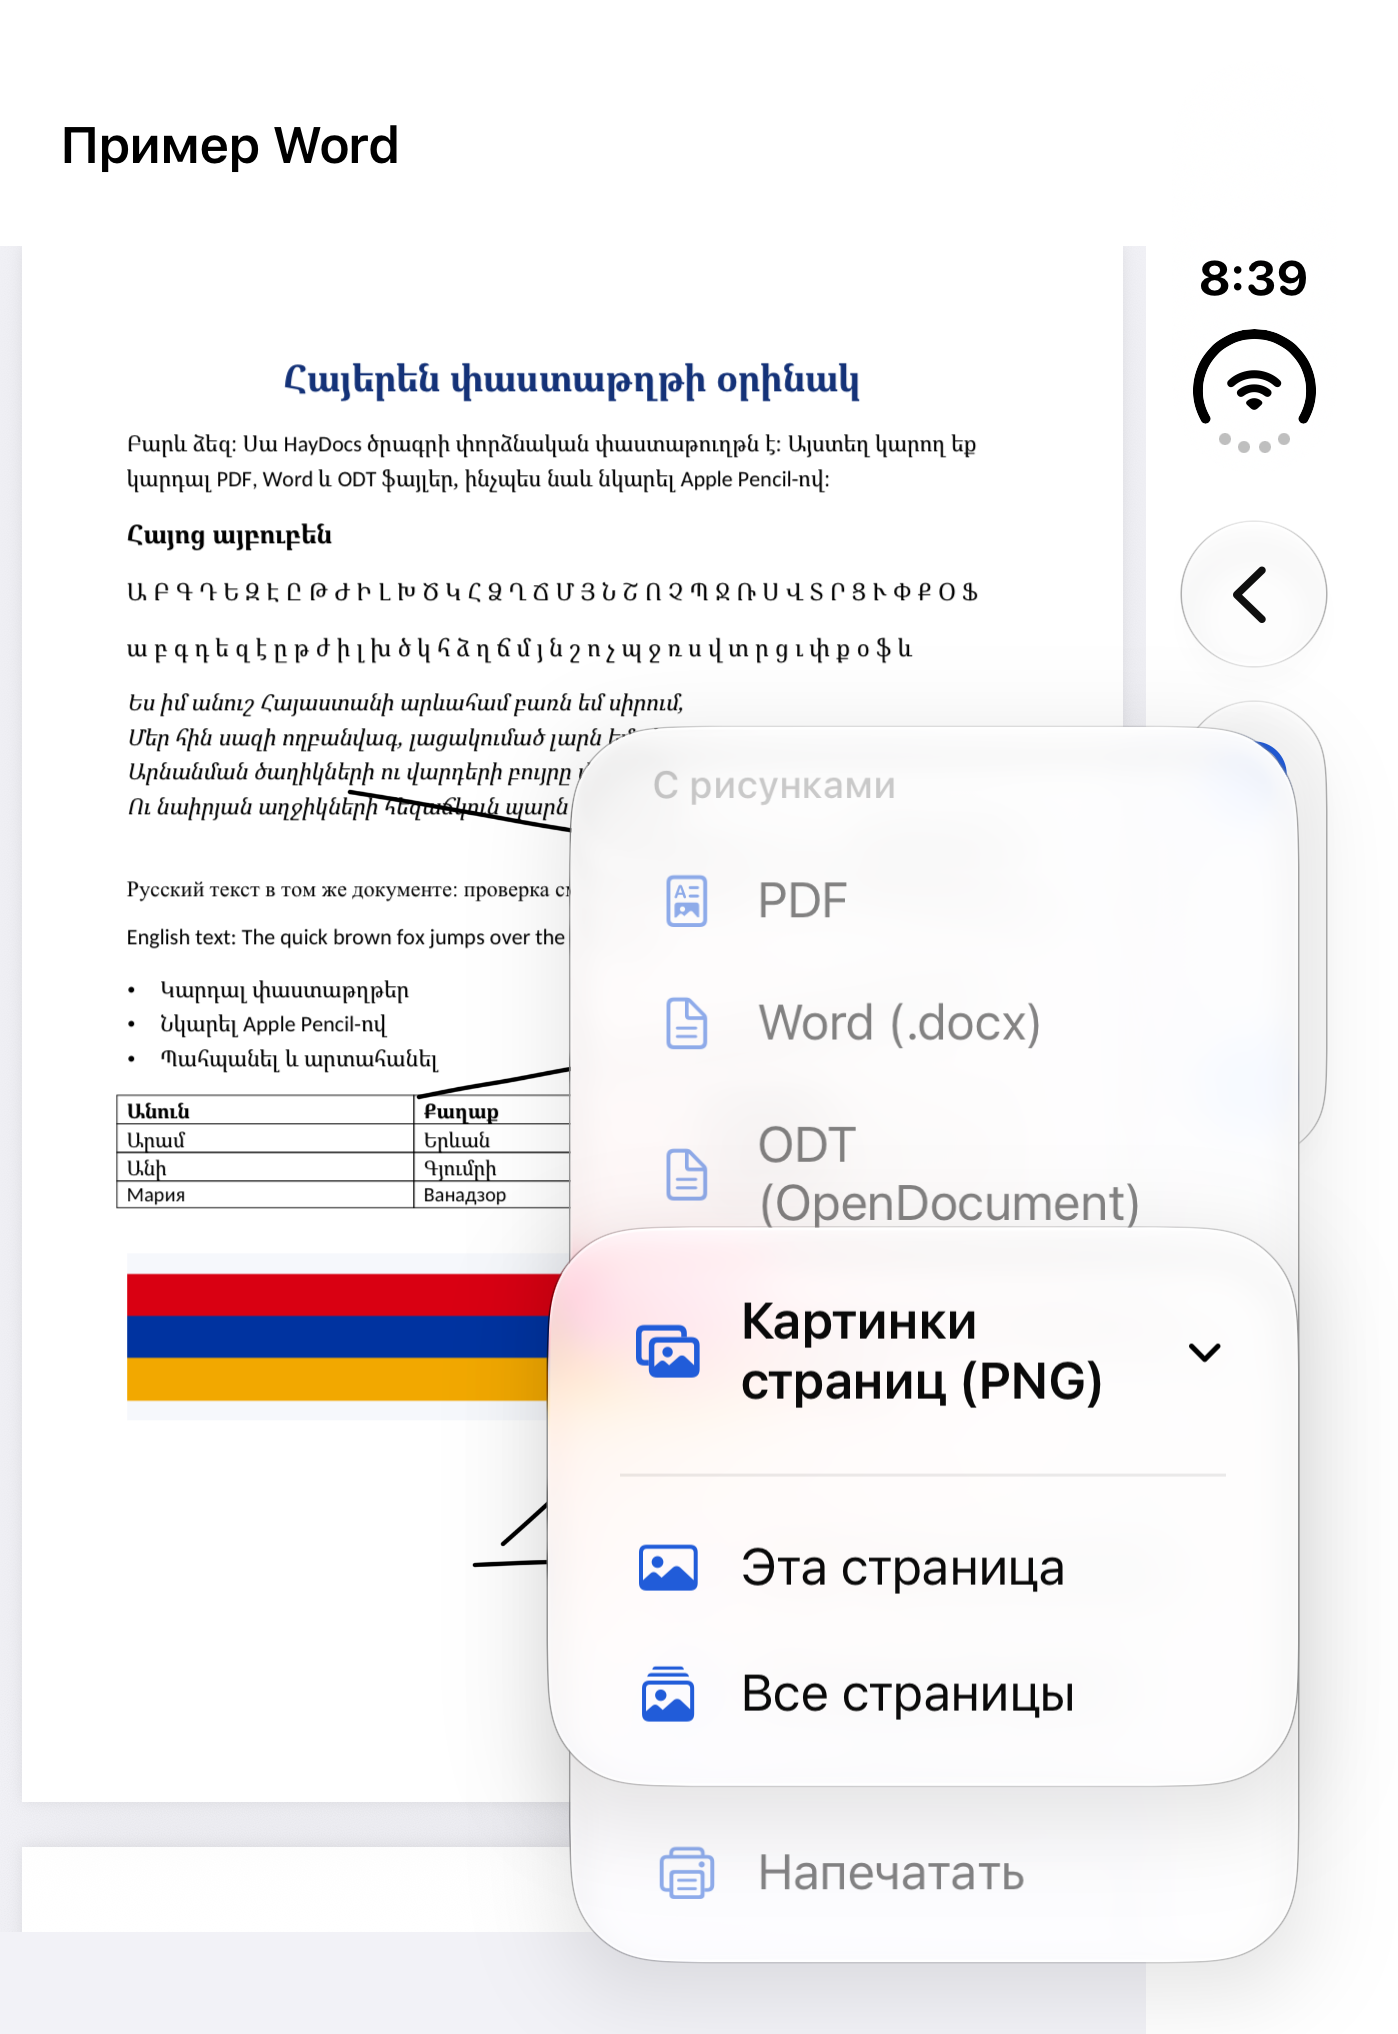 Пример Word
8:39
Հայերեն փաստաթղթի օրինակ
Բարև ձեզ: Սա HayDocs ծրագրի փորձնական փաստաթուղթն է: Այստեղ կարող եք
կարդալ PDF, Word և ODT ֆայլեր, ինչպես նաև նկարել Apple Pencil-ով:
Հայոց այբուբեն
Ա Բ Գ Դ Ե Զ Է Ը Թ Ժ Ի Լ Խ Ծ Կ Հ Ձ Ղ Ճ Մ Յ Ն Շ Ո Չ Պ Ջ Ռ Ս Վ Տ Ր Ց Ւ Փ Ք Օ Ֆ
ա բ գ դ ե զ է ը թ ժ ի լ խ ծ կ հ ձ ղ ճ մ յ ն շ ո չ պ ջ ռ ս վ տ ր ց ւ փ ք օ ֆ և
Ես իմ անուշ Հայաստանի արևահամ բառն եմ սիրում,
Մեր հին սազի ողբանվագ, լացակումած լարն
Արնանման ծաղիկների ու վարդերի բույրը
Ու նաիրյան աղջիկների հեզաճկուն պարն
Русский текст в том же документе: проверка
English text: The quick brown fox jumps over the
• Կարդալ փաստաթղթեր
• Նկարել Apple Pencil-ով
• Պահպանել և արտահանել
Անուն Քաղաք
Արամ Երևան
Անի Գյումրի
Мария Ванадзор
С рисунками
PDF
Word (.docx)
ODT
(OpenDocument)
Картинки
страниц (PNG)
Эта страница
Все страницы
Напечатать